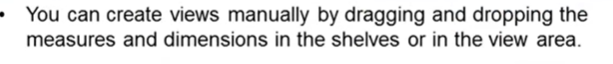 • You can create views manually by dragging and dropping the
measures and dimensions in the shelves or in the view area.